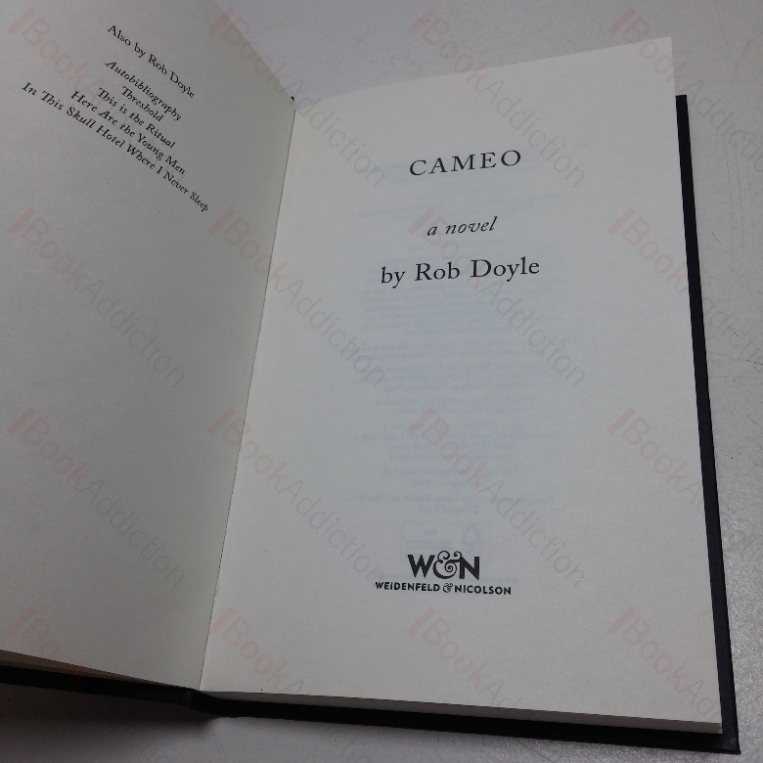 Also by Rob Doyle
Autobibliography
Threshold
This is the Ritual
Here Are the Young Men
In This Skull Hotel Where I Never Sleep
CAMEO
a novel
by Rob Doyle
W&N
WEIDENFELD & NICOLSON
BookAddiction